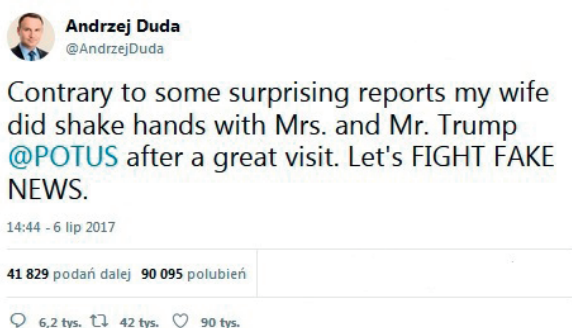 Andrzej Duda
@AndrzejDuda
Contrary to some surprising reports my wife
did shake hands with Mrs. and Mr. Trump
@POTUS after a great visit. Let's FIGHT FAKE
NEWS.
14:44 - 6 lip 2017
41 829 podań dalej 90 095 polubień
6,2 tys. 42 tys. 90 tys.